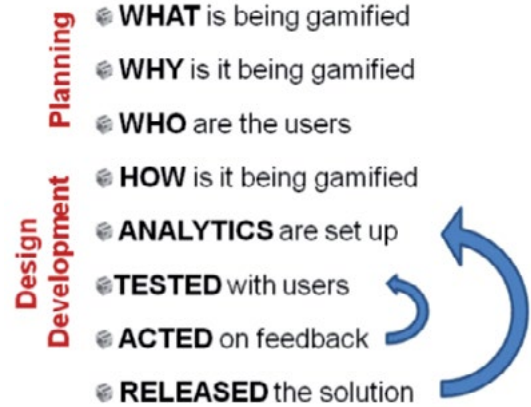 Planning
WHAT is being gamified
WHY is it being gamified
WHO are the users
Design
Development
HOW is it being gamified
ANALYTICS are set up
TESTED with users
ACTED on feedback
RELEASED the solution